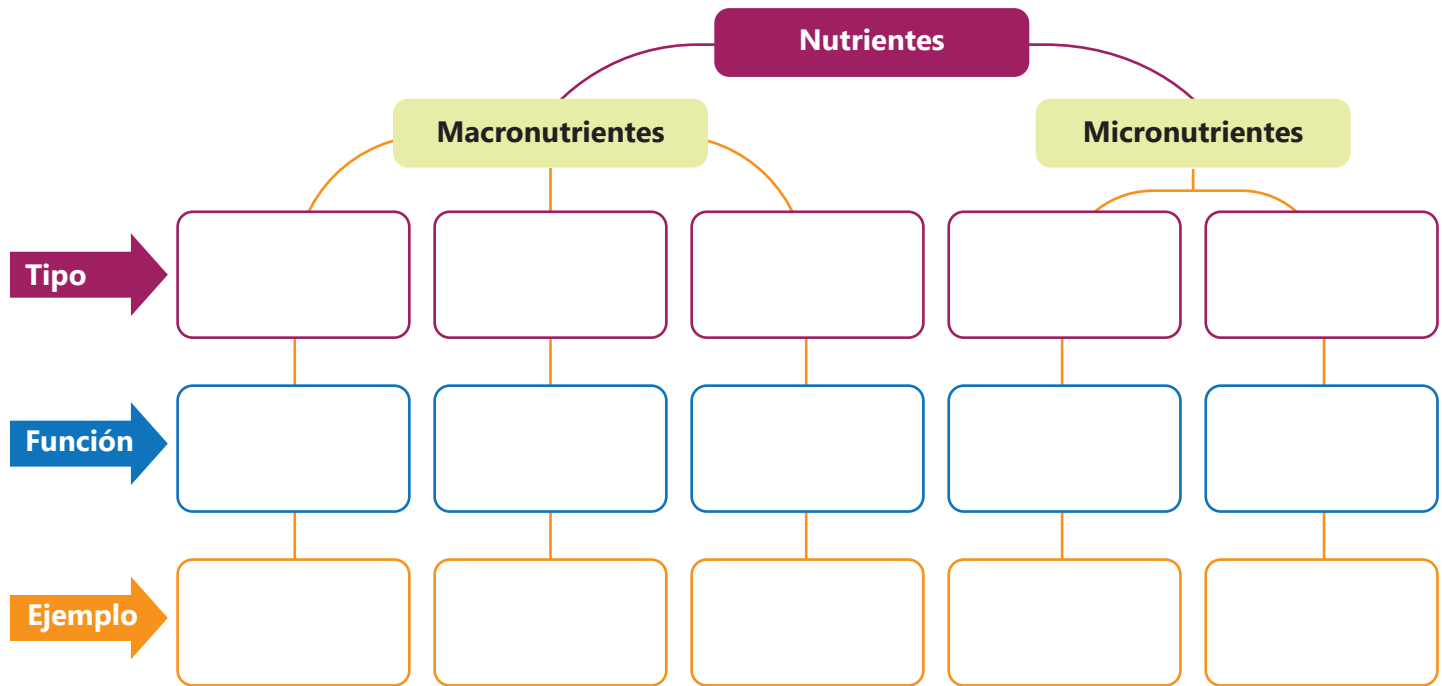 Nutrientes
Macronutrientes
Micronutrientes
Tipo
Función
Ejemplo